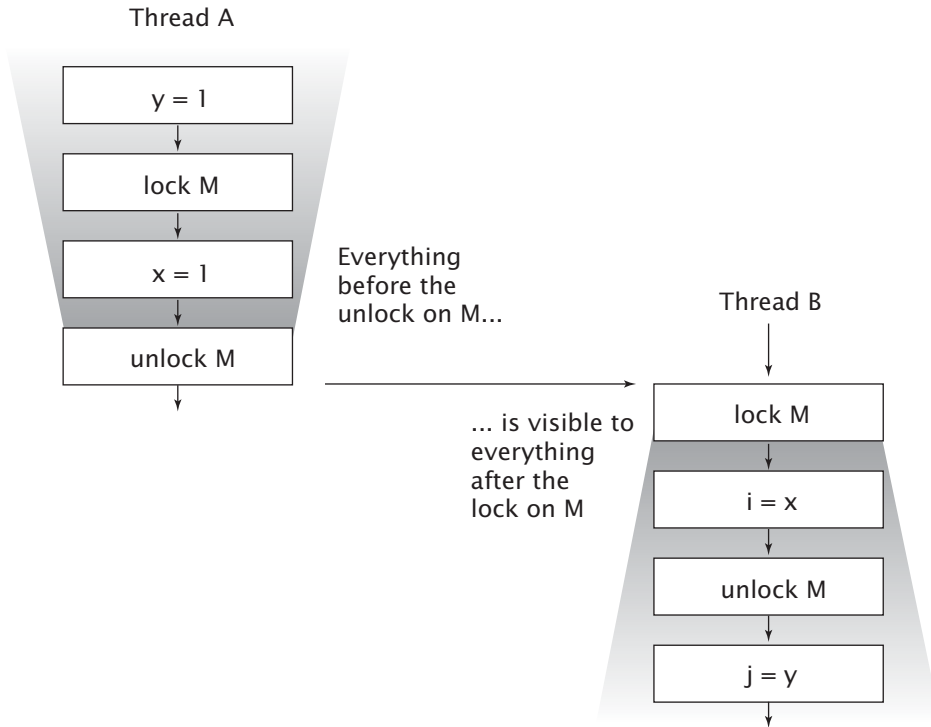 Thread A
y = 1
lock M
x = 1
unlock M
Everything
before the
unlock on M...
... is visible to
everything
after the
lock on M
Thread B
lock M
i = x
unlock M
j = y